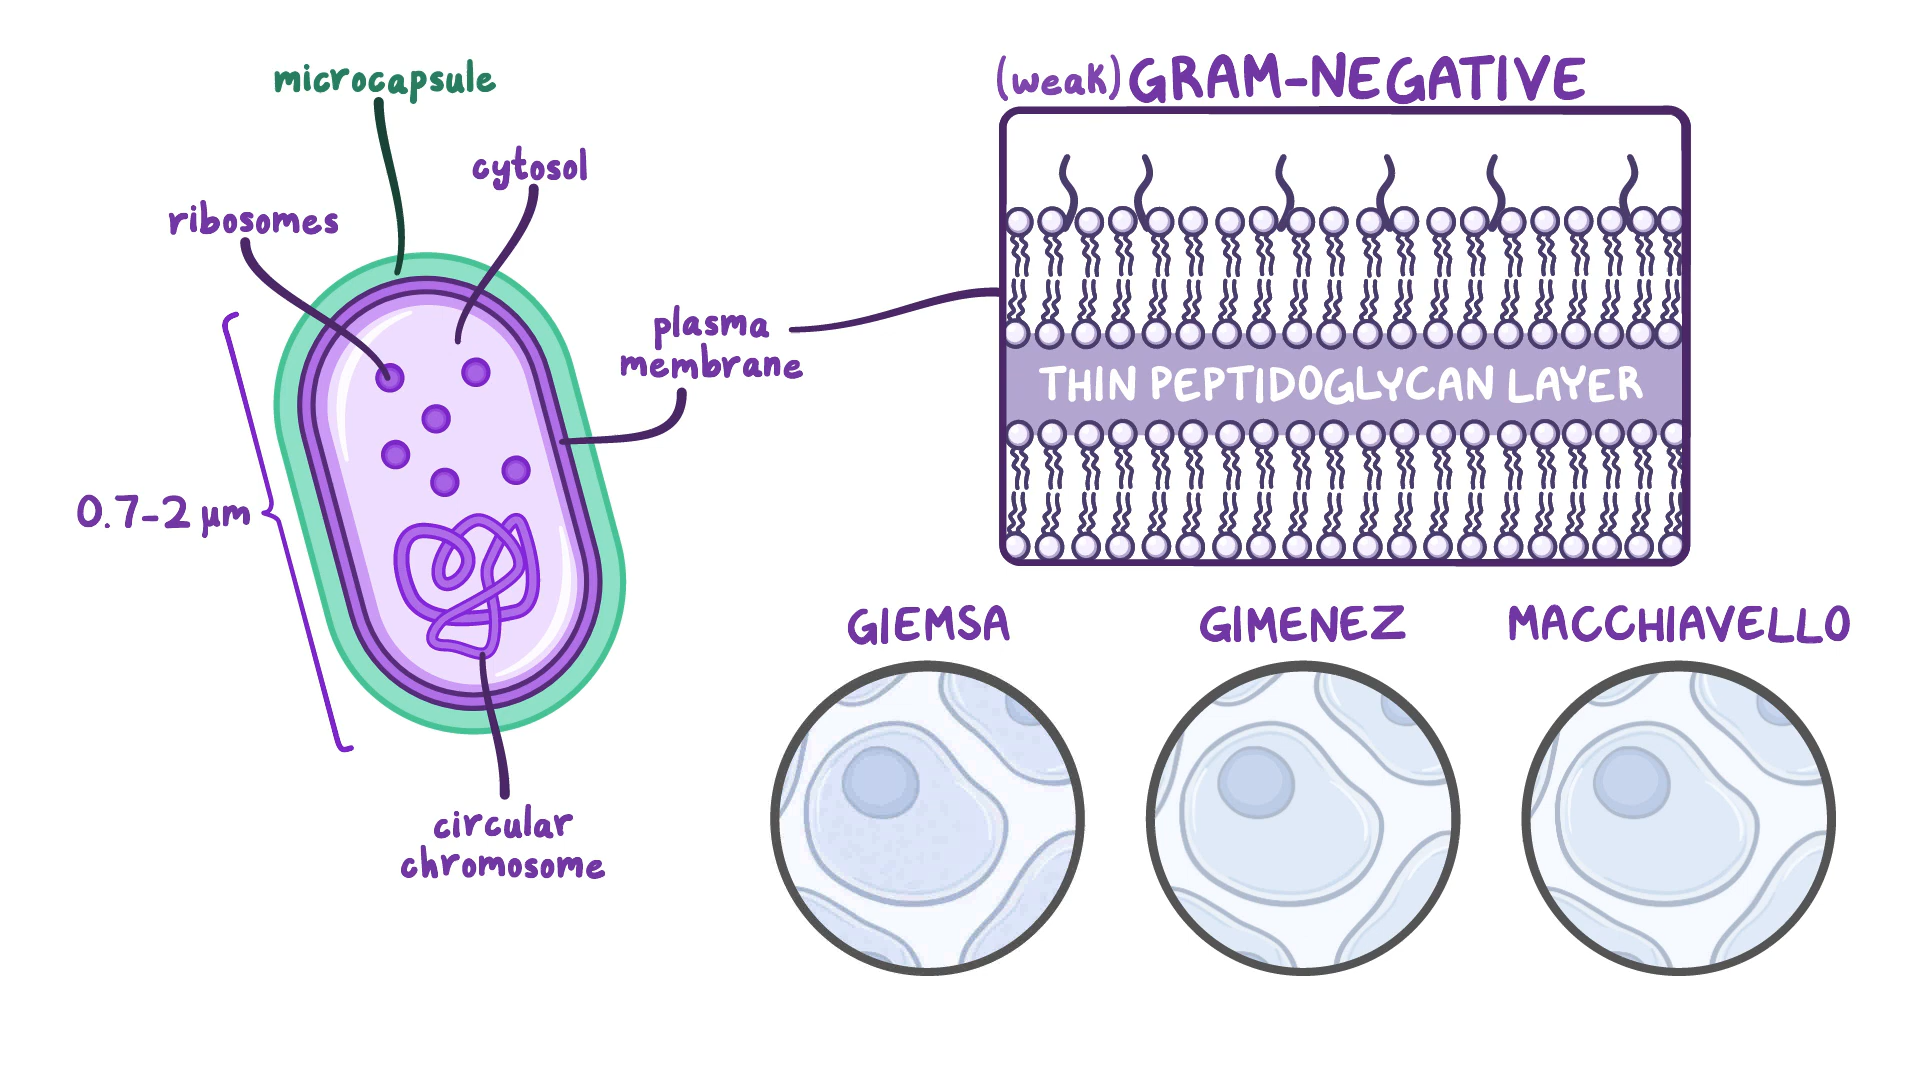 microcapsule
cytosol
ribosomes
plasma
membrane
0.7-2 µm
circular
chromosome
(weak) GRAM-NEGATIVE
THIN PEPTIDOGLYCAN LAYER
GIEMSA
GIMENEZ
MACCHIAVELLO